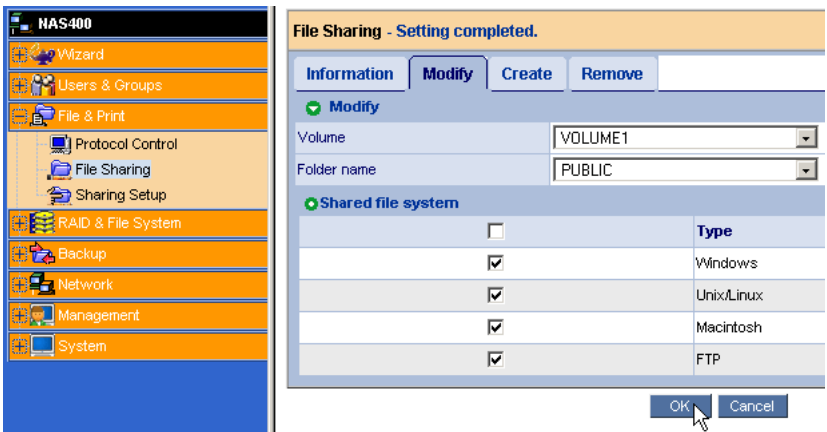 NAS400
Wizard
Users & Groups
File & Print
Protocol Control
File Sharing
Sharing Setup
RAID & File System
Backup
Network
Management
System
File Sharing - Setting completed.
Information Modify Create Remove
Modify
Volume VOLUME1
Folder name PUBLIC
Shared file system
Type
Windows
Unix/Linux
Macintosh
FTP
OK Cancel